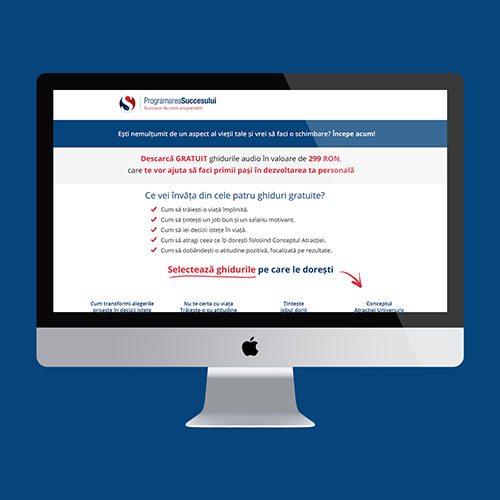 ProgramareaSuccesului
Succesul tău este programabil
Ești nemulțumit de un aspect al vieții tale și vrei să faci o schimbare? Începe acum!
Descarcă GRATUIT ghidurile audio în valoare de 299 RON,
care te vor ajuta să faci primii pași în dezvoltarea ta personală
Ce vei învăța din cele patru ghiduri gratuite?
Cum să trăiești o viață împlinită.
Cum să țintești un job bun și un salariu motivant.
Cum să iei decizii istețe în viață.
Cum să atragi ceea ce îți dorești folosind Conceptul Atracției.
Cum să dobândești o atitudine pozitivă, focalizată pe rezultate.
Selectează ghidurile pe care le dorești
Cum transformi alegerile Nu te certa cu viața Țintește Conceptul
proaste în decizii istețe Trăiește-o cu atitudine jobul dorit Atracției Universale